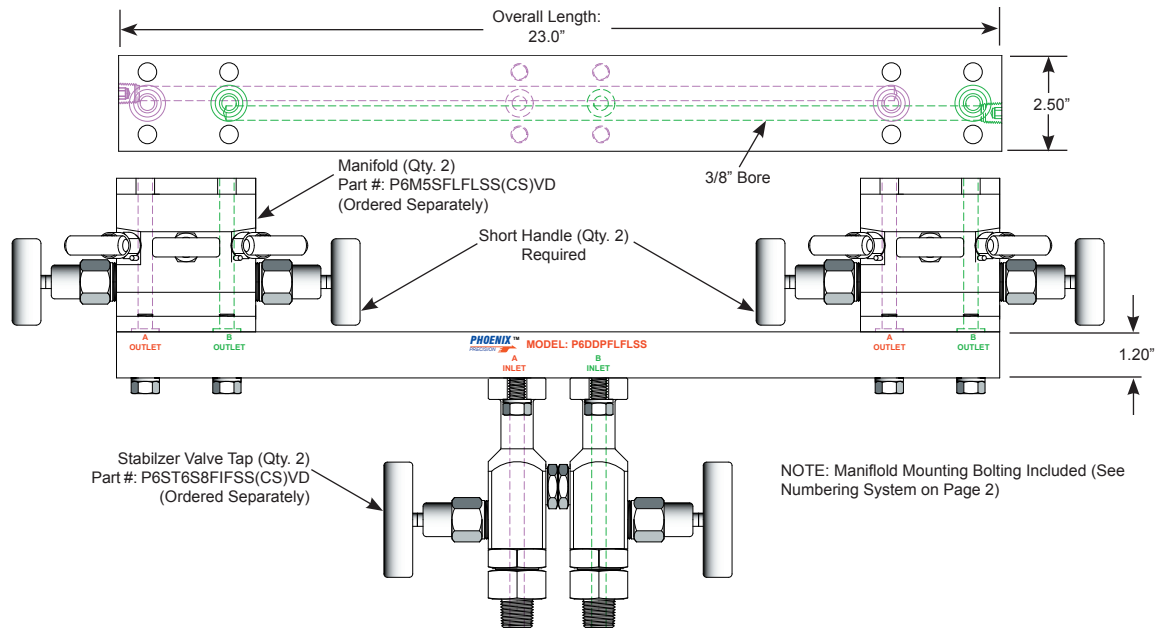 Overall Length:
23.0”
2.50”
3/8” Bore
Manifold (Qty. 2)
Part #: P6M5SFLFLSS(CS)VD
(Ordered Separately)
Short Handle (Qty. 2)
Required
A
OUTLET
B
OUTLET
PHOENIX™
PRECISION
MODEL: P6DDPFLFLSS
A
INLET
B
INLET
A
OUTLET
B
OUTLET
1.20”
Stabilzer Valve Tap (Qty. 2)
Part #: P6ST6S8FIFSS(CS)VD
(Ordered Separately)
NOTE: Maniflold Mounting Bolting Included (See
Numbering System on Page 2)